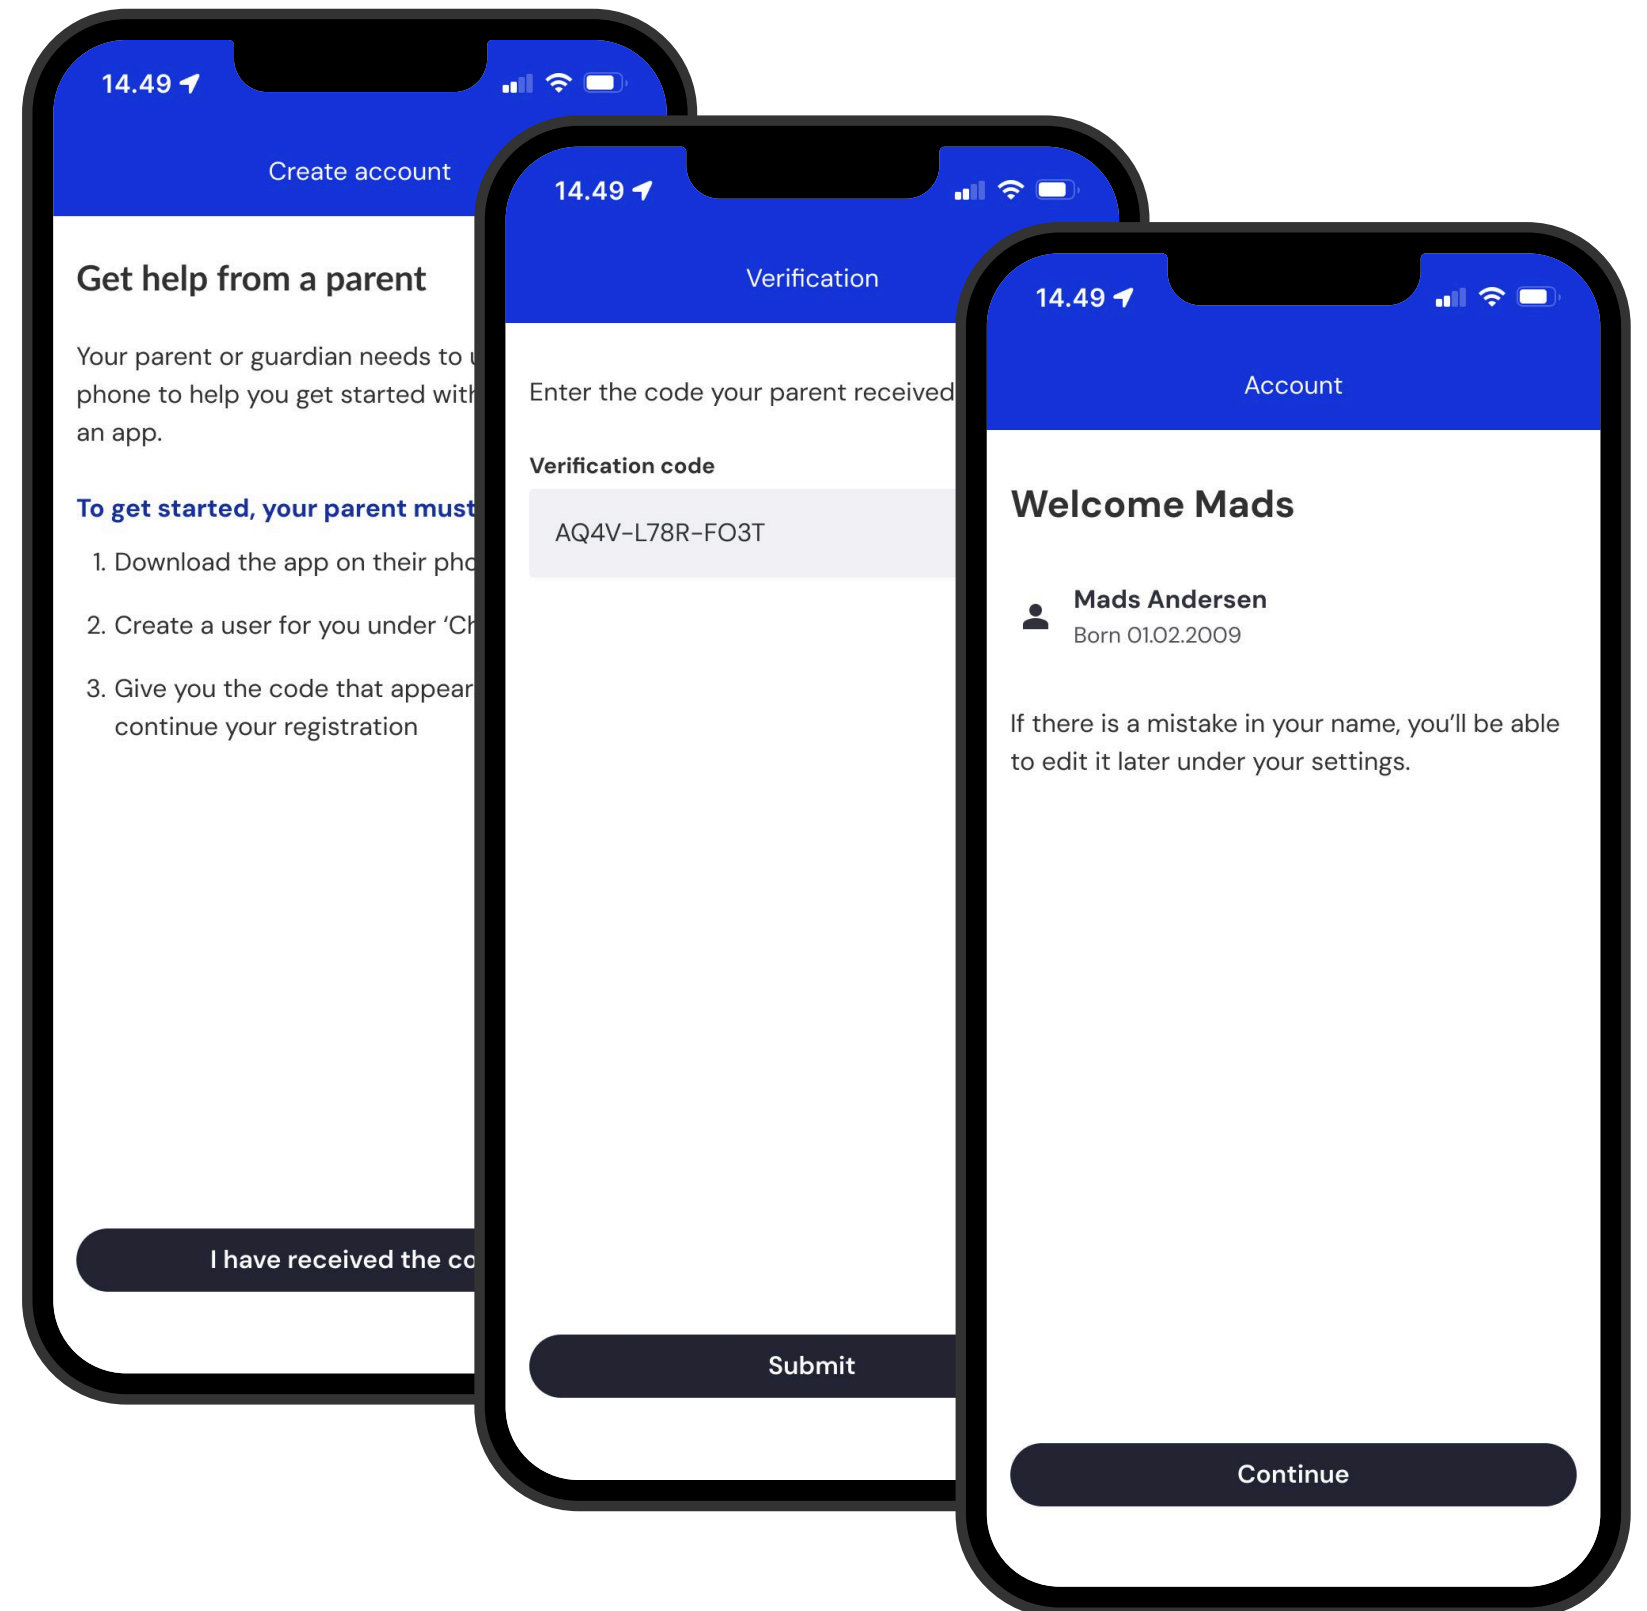 14.49
Create account
Get help from a parent
Your parent or guardian needs to
phone to help you get started with
an app.
To get started, your parent must
1. Download the app on their
2. Create a user for you under
3. Give you the code that appear
continue your registration
I have received the
14.49
Verification
Enter the code your parent received
Verification code
AQ4V-L78R-FO3T
Submit
14.49
Account
Welcome Mads
Mads Andersen
Born 01.02.2009
If there is a mistake in your name, you’ll be able
to edit it later under your settings.
Continue